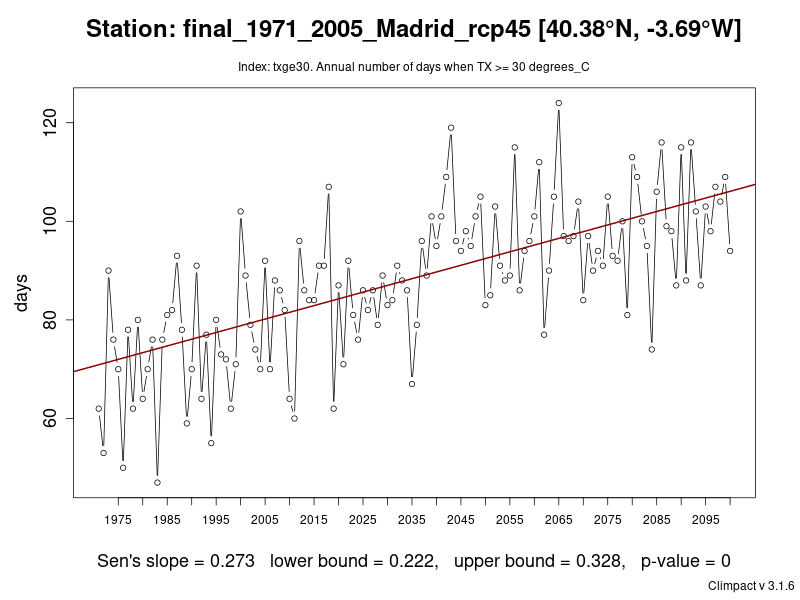 Station: final_1971_2005_Madrid_rcp45 [40.38°N, -3.69°W]
Index: txge30. Annual number of days when TX >= 30 degrees_C
days
120
100
80
60
1975 1985 1995 2005 2015 2025 2035 2045 2055 2065 2075 2085 2095
Sen's slope = 0.273 lower bound = 0.222, upper bound = 0.328, p-value = 0
Climpact v 3.1.6